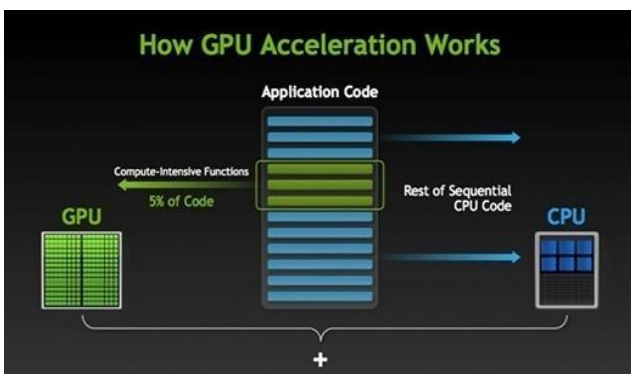 How GPU Acceleration Works
Application Code
Compute-Intensive Functions
5% of Code
Rest of Sequential
CPU Code
GPU
CPU
+